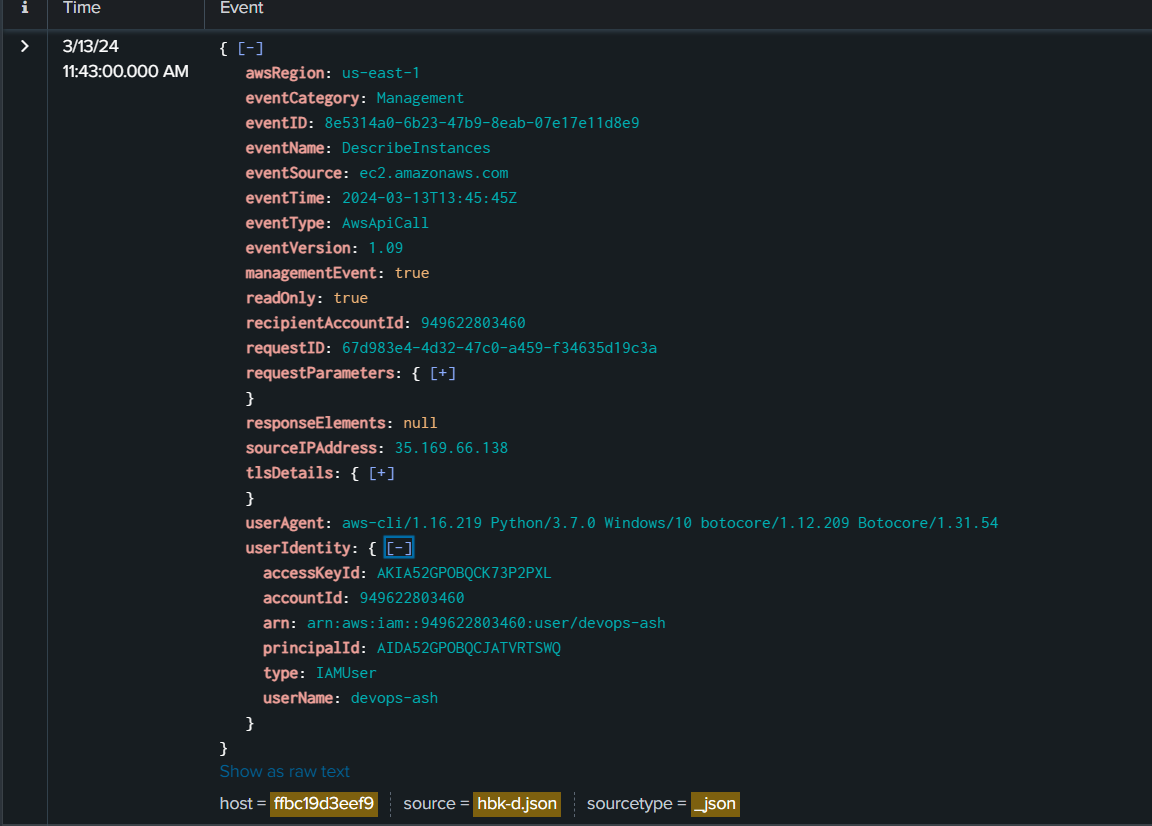 i Time Event
> 3/13/24 { [-]
11:43:00.000 AM awsRegion: us-east-1
eventCategory: Management
eventID: 8e5314a0-6b23-47b9-8eab-07e17e11d8e9
eventName: DescribeInstances
eventSource: ec2.amazonaws.com
eventTime: 2024-03-13T13:45:45Z
eventType: AwsApiCall
eventVersion: 1.09
managementEvent: true
readOnly: true
recipientAccountId: 949622803460
requestID: 67d983e4-4d32-47c0-a459-f34635d19c3a
requestParameters: { [+]
}
responseElements: null
sourceIPAddress: 35.169.66.138
tlsDetails: { [+]
}
userAgent: aws-cli/1.16.219 Python/3.7.0 Windows/10 botocore/1.12.209 Botocore/1.31.54
userIdentity: { [-]
accessKeyId: AKIA52GPOBQCK73P2PXL
accountId: 949622803460
arn: arn:aws:iam::949622803460:user/devops-ash
principalId: AIDA52GPOBQCJATVRTSWQ
type: IAMUser
userName: devops-ash
}
}
Show as raw text
host = ffbc19d3eef9 source = hbk-d.json sourcetype = _json